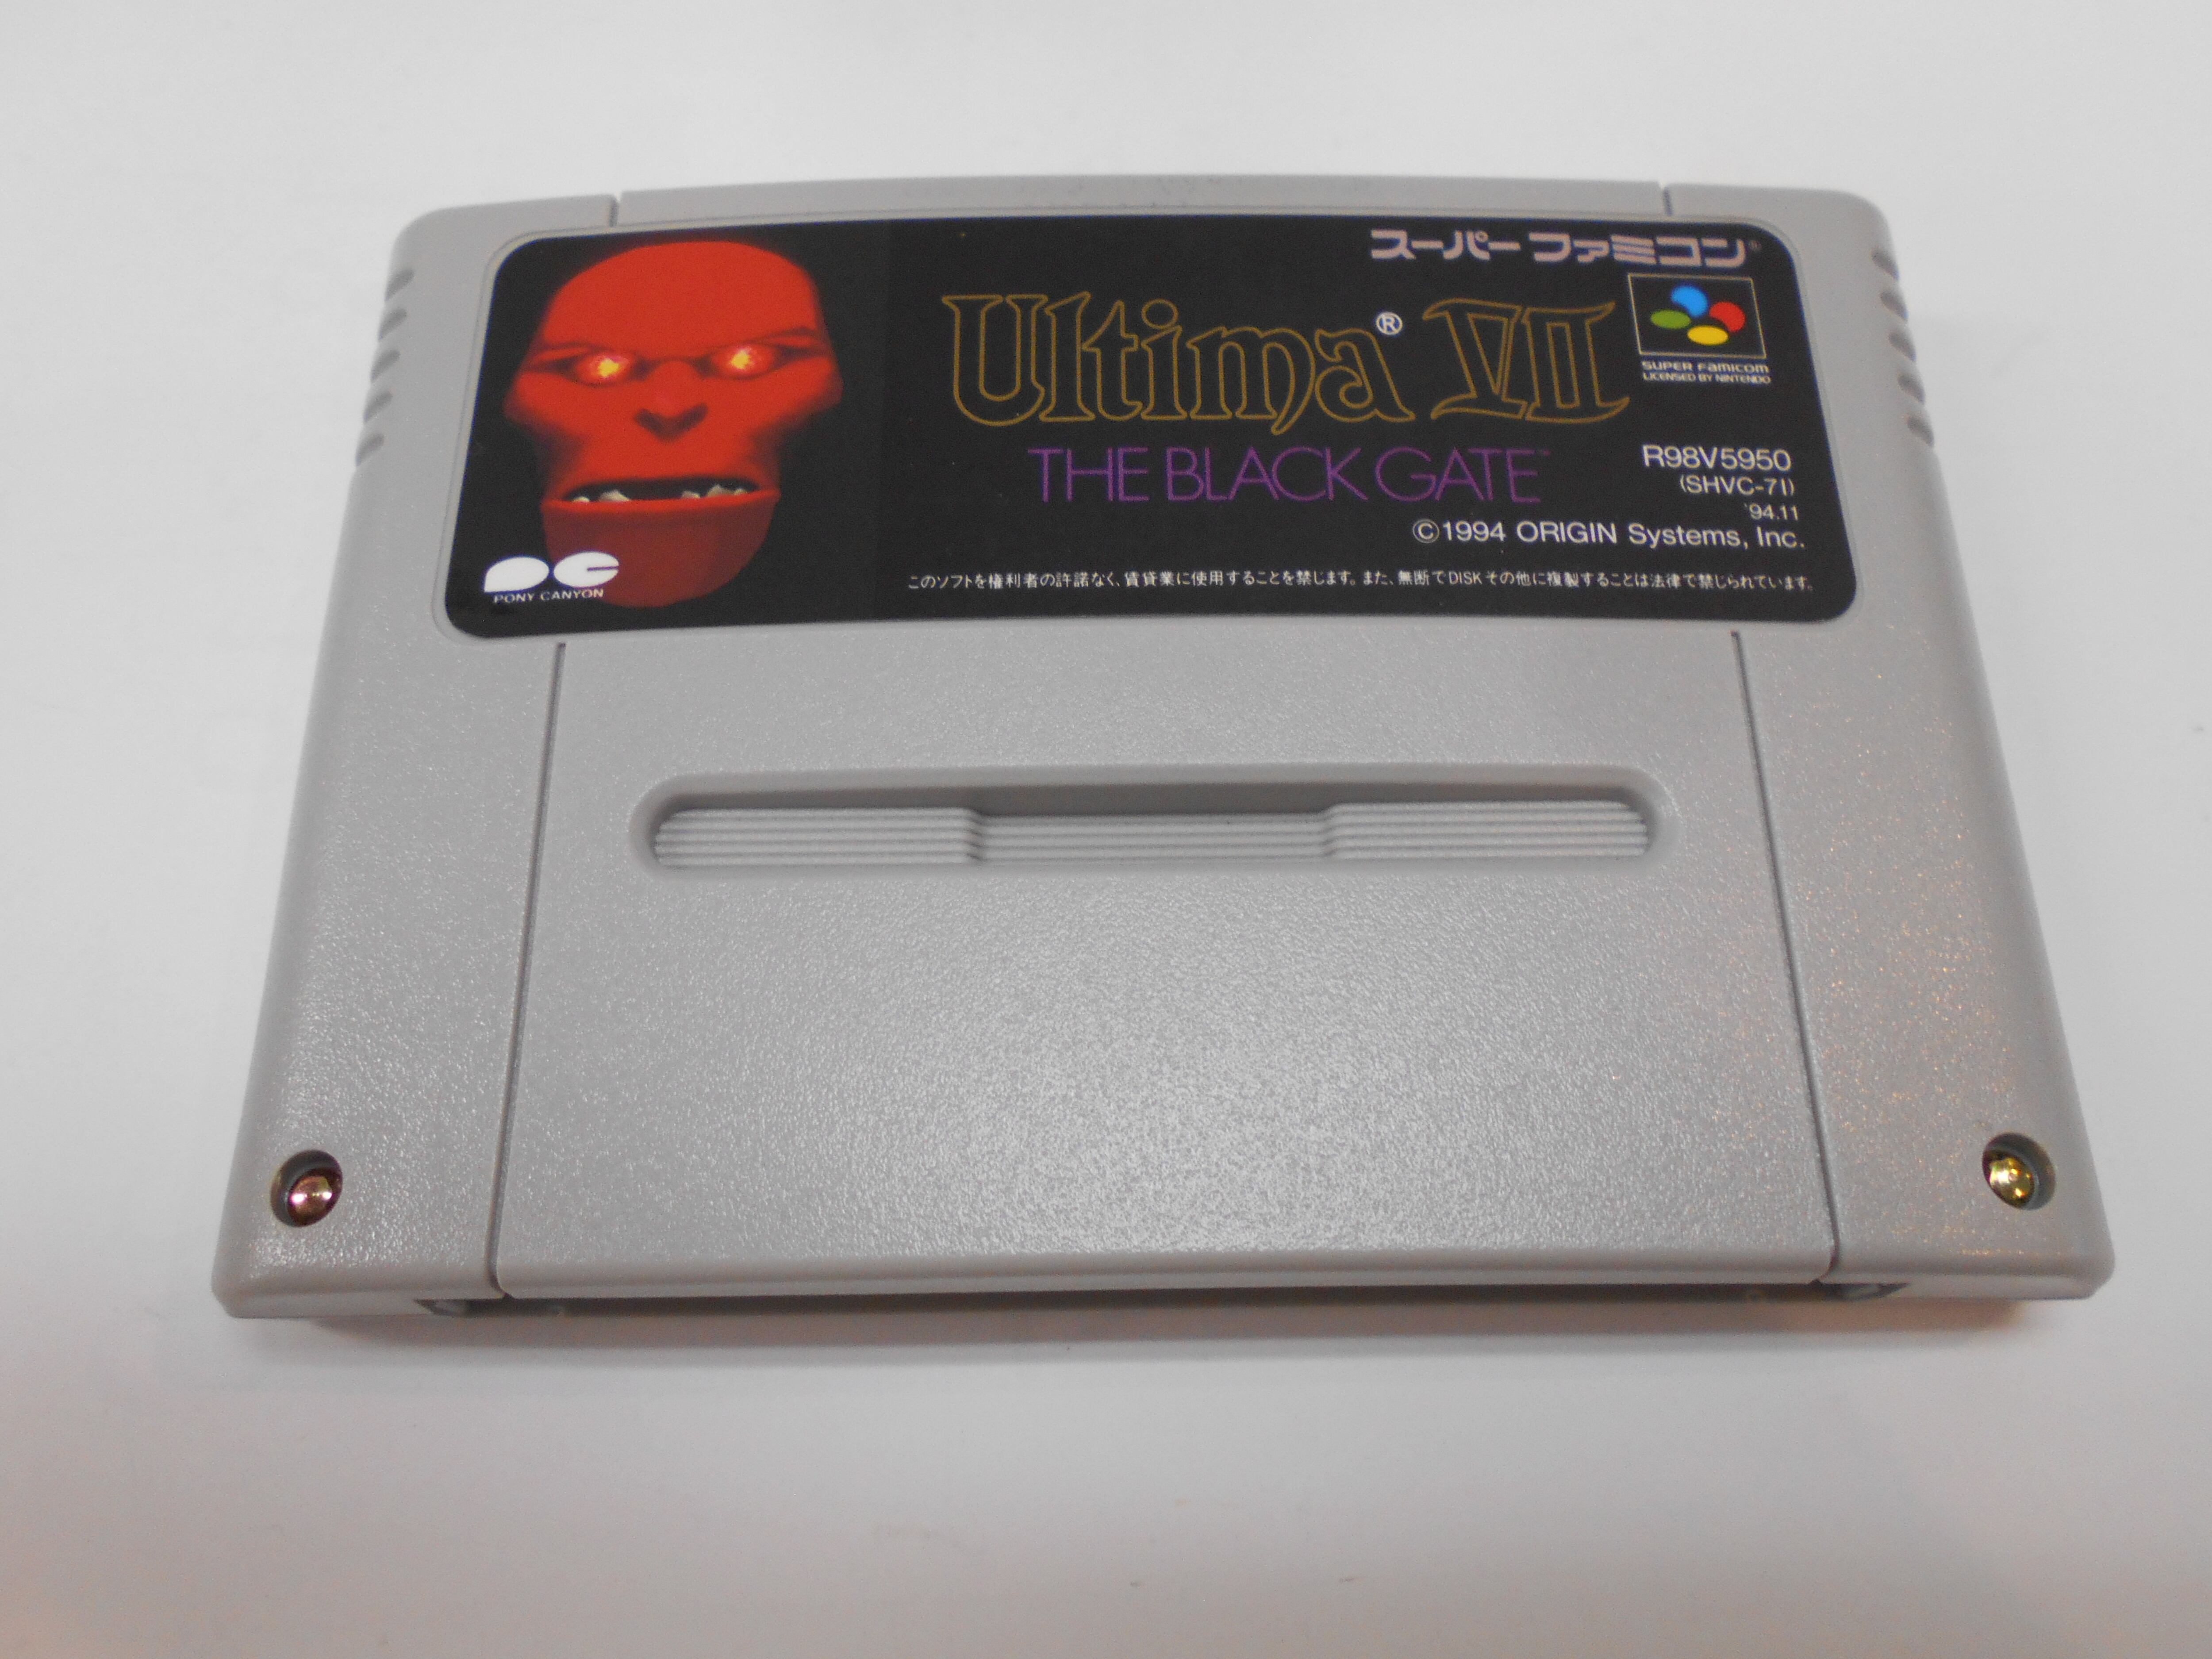 スーパーファミコン®
Ultima® VII
SUPER FAMICOM
LICENSED BY NINTENDO
THE BLACK GATE™
R98V5950
(SHVC-7I)
'94.11
©1994 ORIGIN Systems, Inc.
PC
PONY CANYON
このソフトを権利者の許諾なく、賃貸業に使用することを禁じます。また、無断でDISKその他に複製することは法律で禁じられています。